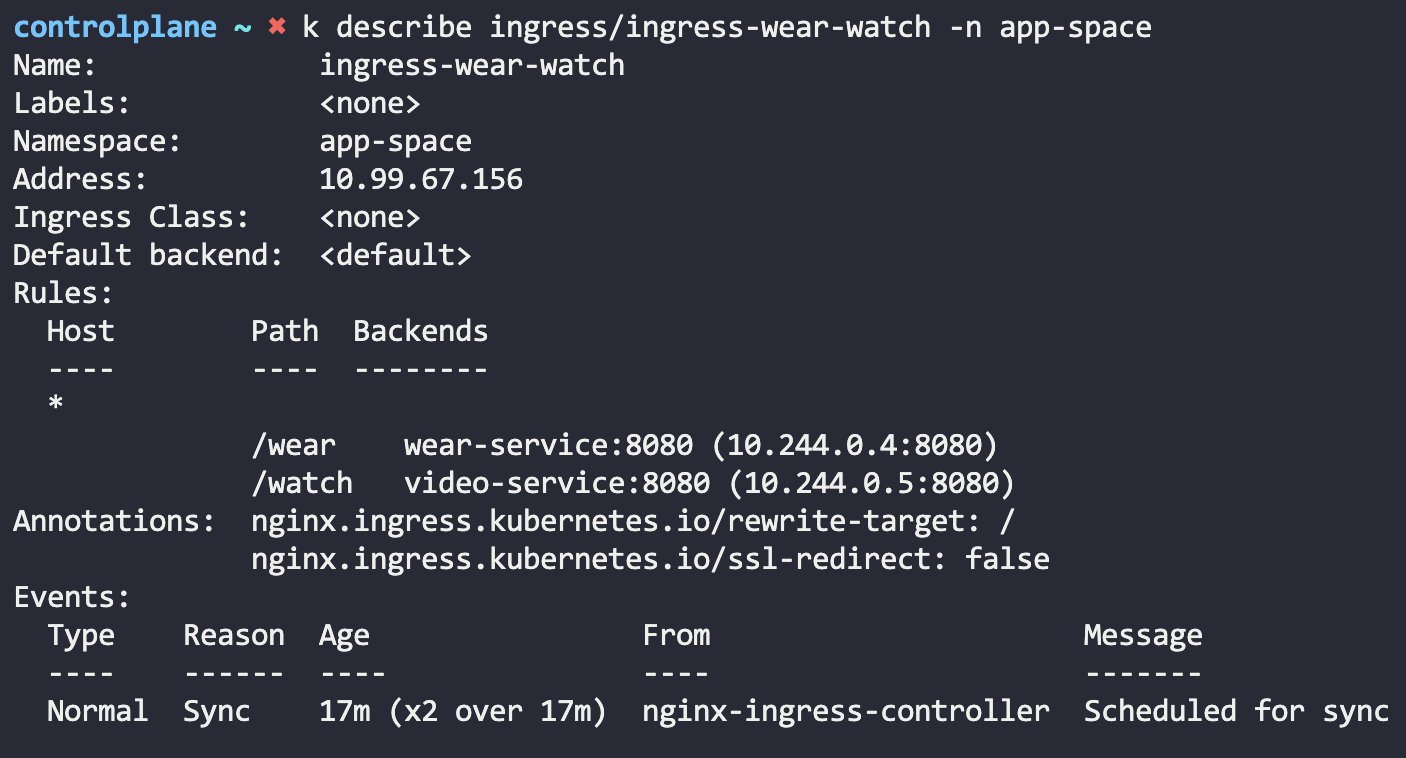 controlplane ~ ✖ k describe ingress/ingress-wear-watch -n app-space
Name:             ingress-wear-watch
Labels:           <none>
Namespace:        app-space
Address:          10.99.67.156
Ingress Class:    <none>
Default backend:  <default>
Rules:
  Host        Path  Backends
  ----        ----  --------
  *
              /wear    wear-service:8080 (10.244.0.4:8080)
              /watch   video-service:8080 (10.244.0.5:8080)
Annotations:  nginx.ingress.kubernetes.io/rewrite-target: /
              nginx.ingress.kubernetes.io/ssl-redirect: false
Events:
  Type    Reason  Age                From                      Message
  ----    ------  ----               ----                      -------
  Normal  Sync    17m (x2 over 17m)  nginx-ingress-controller  Scheduled for sync